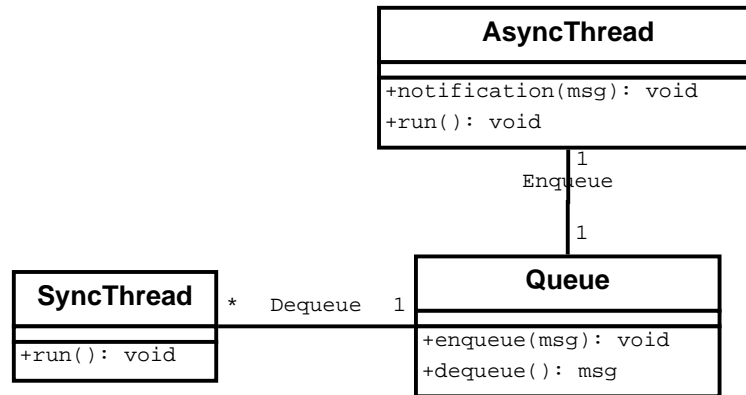 AsyncThread
+notification(msg): void
+run(): void
1
Enqueue
1
Queue
+enqueue(msg): void
+dequeue(): msg
SyncThread
+run(): void
* Dequeue 1